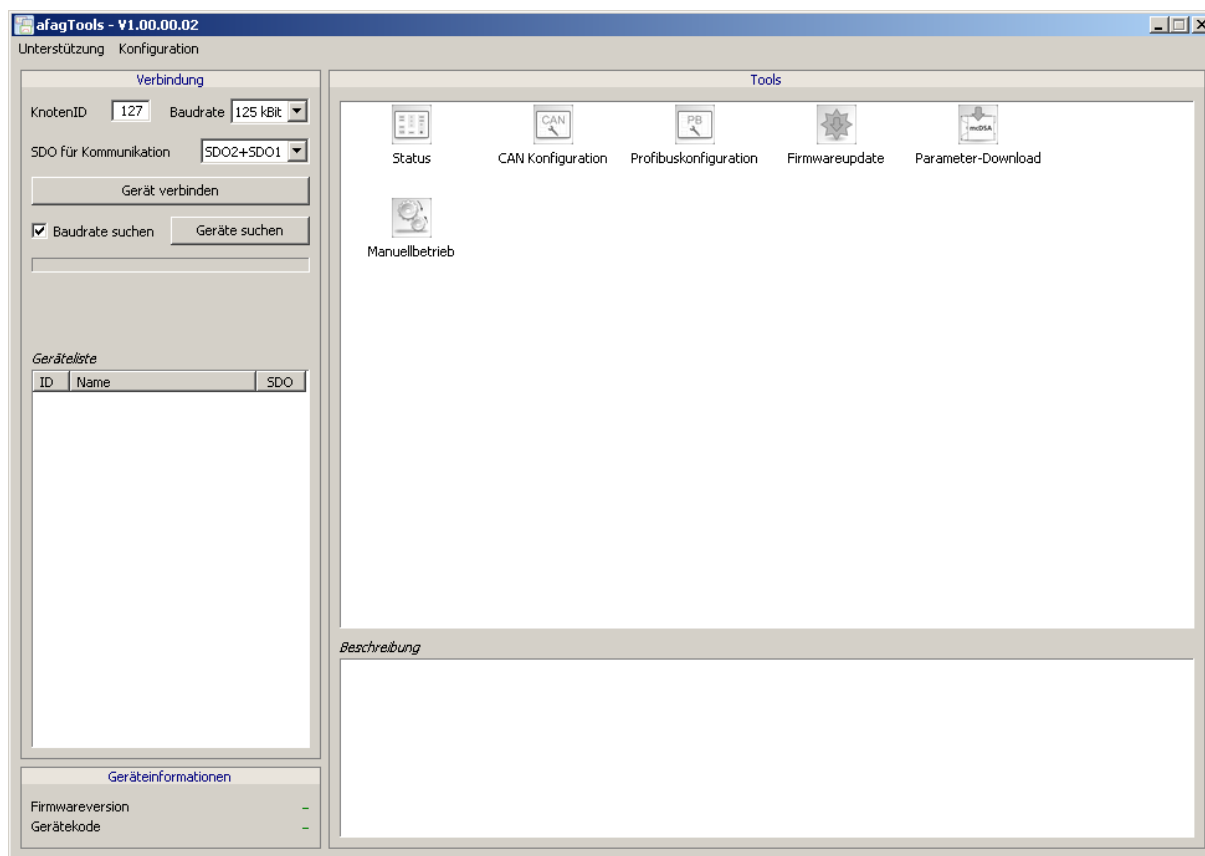 afagTools - V1.00.00.02
Unterstützung Konfiguration
Verbindung
KnotenID 127 Baudrate 125 kBit
SDO für Kommunikation SDO2+SDO1
Gerät verbinden
Baudrate suchen Geräte suchen
Geräteliste
ID Name SDO
Geräteinformationen
Firmwareversion -
Gerätekode -
Tools
CAN
PB
mcDSA
Status CAN Konfiguration Profibuskonfiguration Firmwareupdate Parameter-Download
Manuellbetrieb
Beschreibung